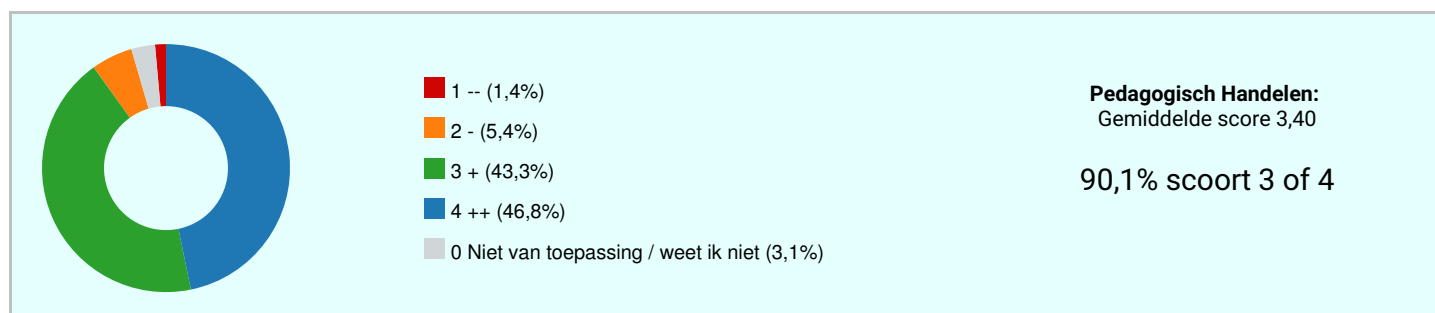 1 -- (1,4%)
2 - (5,4%)
3 + (43,3%)
4 ++ (46,8%)
0 Niet van toepassing / weet ik niet (3,1%)
Pedagogisch Handelen:
Gemiddelde score 3,40
90,1% scoort 3 of 4